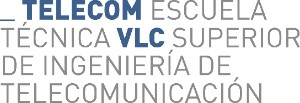 _ TELECOM ESCUELA
TÉCNICA VLC SUPERIOR
DE INGENIERÍA DE
TELECOMUNICACIÓN